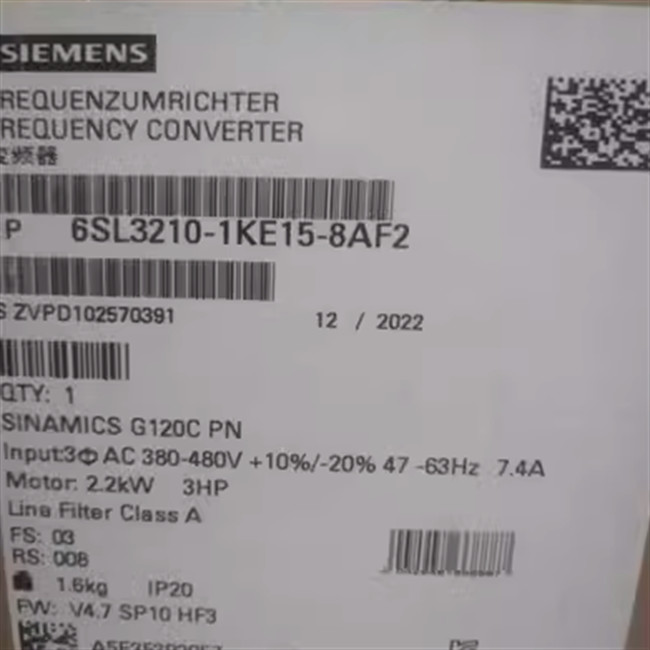 SIEMENS
REQUENZUMRICHTER
REQUENCY CONVERTER
变频器
P 6SL3210-1KE15-8AF2
S ZVPD102570391
12 / 2022
QTY: 1
SINAMICS G120C PN
Input:3Φ AC 380-480V +10%/-20% 47 -63Hz 7.4A
Motor: 2.2kW 3HP
Line Filter Class A
FS: 03
RS: 008
1.6kg IP20
FW: V4.7 SP10 HF3